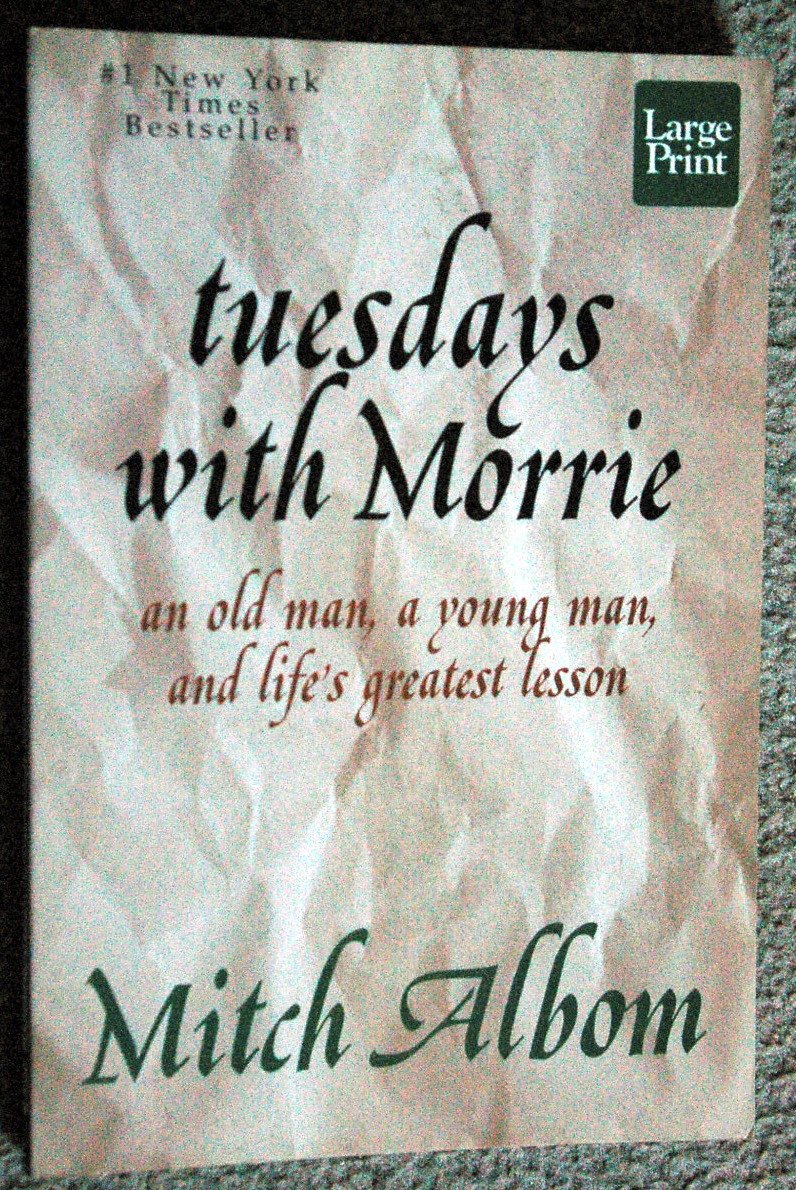 #1 New York
Times
Bestseller
Large
Print
tuesdays
with Morrie
an old man, a young man,
and life's greatest lesson
Mitch Albom